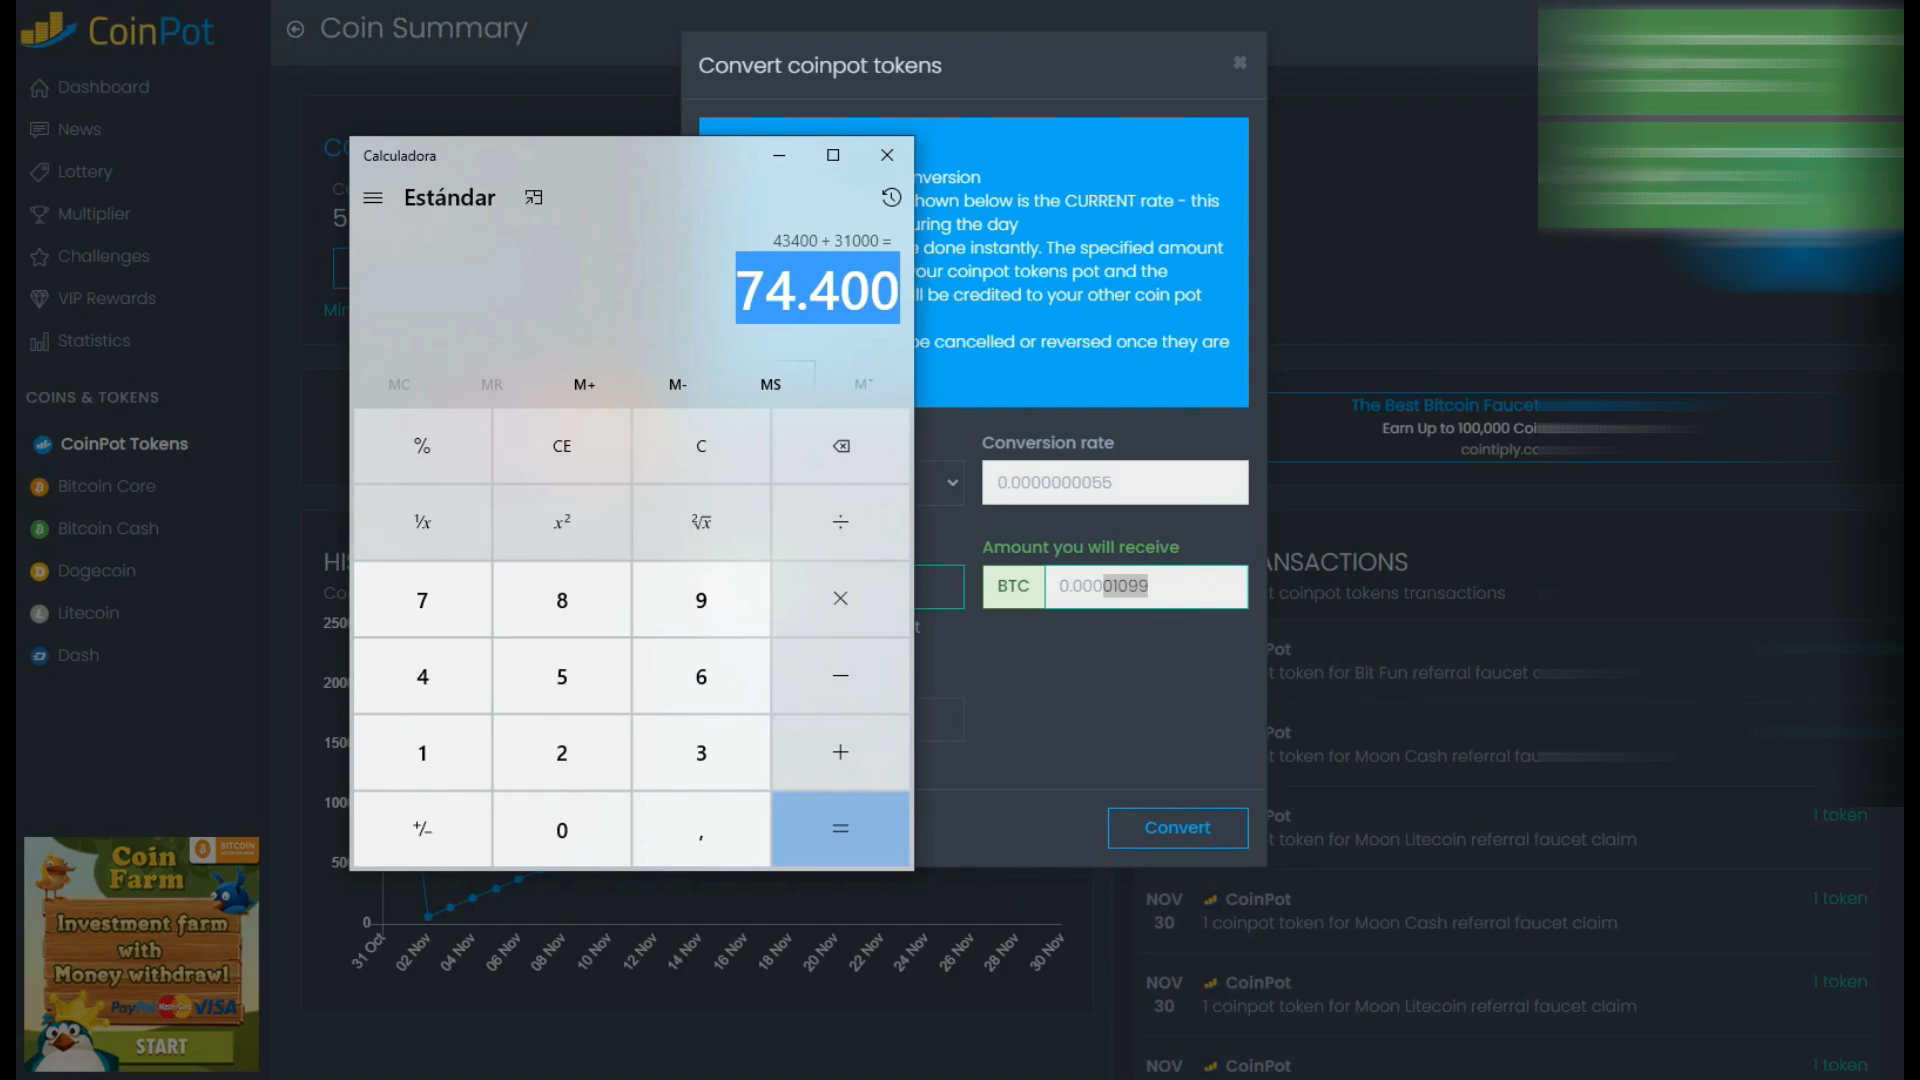 CoinPot
Coin Summary
Dashboard
News
Lottery
Multiplier
Challenges
VIP Rewards
Statistics
COINS & TOKENS
CoinPot Tokens
Bitcoin Core
Bitcoin Cash
Dogecoin
Litecoin
Dash
Coin
Farm
BITCOIN
Investment farm
with
Money withdrawl
PayPal MasterCard VISA
START
Convert coinpot tokens
Calculadora
Estándar
43400 + 31000 =
74.400
MC MR M+ M- MS M
% CE C
¹/x x² ²√x ÷
7 8 9 ×
4 5 6 −
1 2 3 +
+/− 0 , =
nversion
hown below is the CURRENT rate - this
uring the day
e done instantly. The specified amount
our coinpot tokens pot and the
ll be credited to your other coin pot
be cancelled or reversed once they are
Conversion rate
0.0000000055
Amount you will receive
BTC 0.00001099
Convert
The Best Bitcoin Faucet
Earn Up to 100,000 Coi
cointiply.co
HI
Co
250
200
150
100
50
0
31 Oct 02 Nov 04 Nov 06 Nov 08 Nov 10 Nov 12 Nov 14 Nov 16 Nov 18 Nov 20 Nov 22 Nov 24 Nov 26 Nov 28 Nov 30 Nov
ANSACTIONS
t coinpot tokens transactions
Pot
t token for Bit Fun referral faucet c
Pot
t token for Moon Cash referral fau
Pot 1 token
t token for Moon Litecoin referral faucet claim
NOV 30 CoinPot 1 token
1 coinpot token for Moon Cash referral faucet claim
NOV 30 CoinPot 1 token
1 coinpot token for Moon Litecoin referral faucet claim
NOV CoinPot 1 token